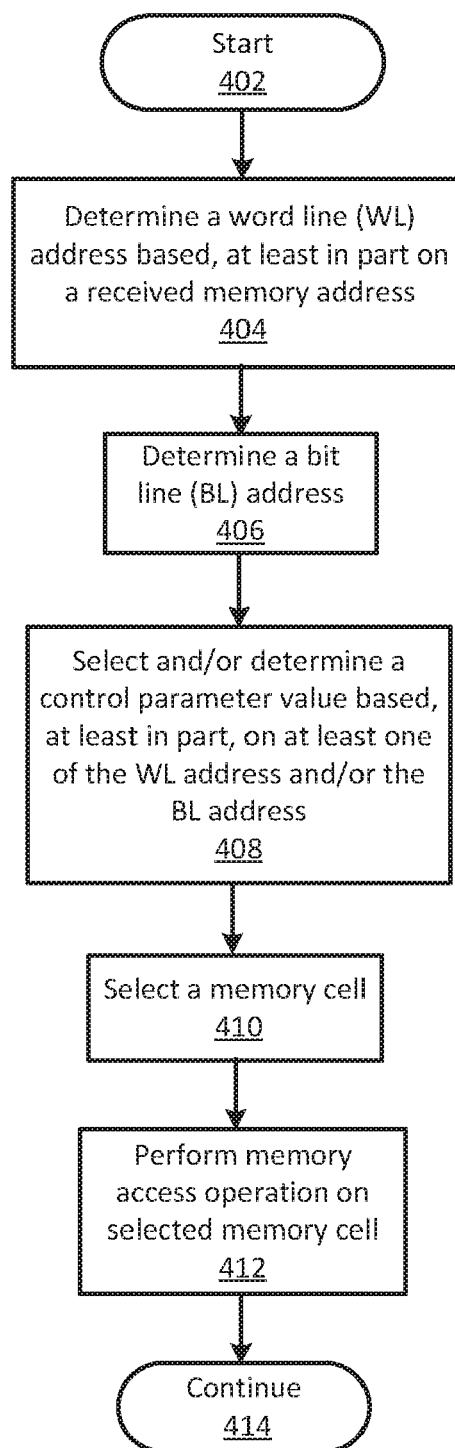 Start
402
Determine a word line (WL)
address based, at least in part on
a received memory address
404
Determine a bit
line (BL) address
406
Select and/or determine a
control parameter value based,
at least in part, on at least one
of the WL address and/or the
BL address
408
Select a memory cell
410
Perform memory
access operation on
selected memory cell
412
Continue
414